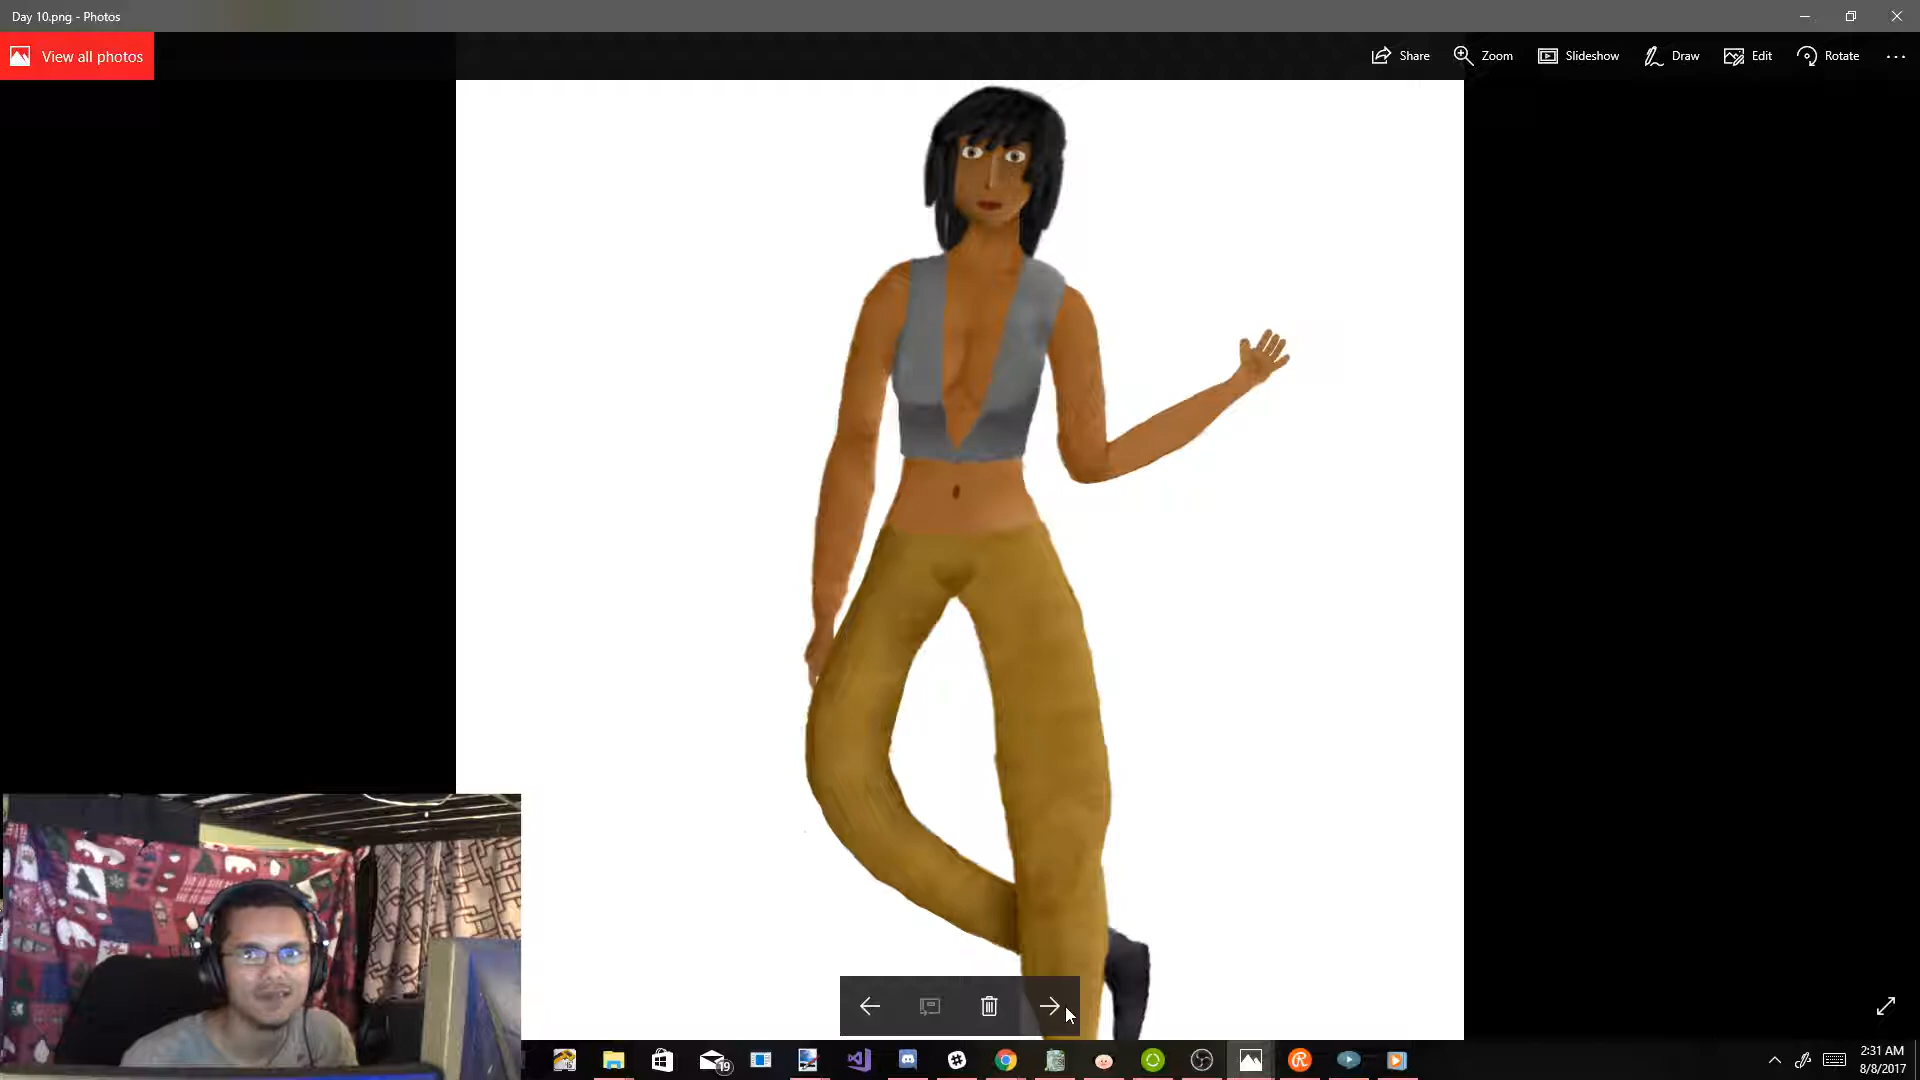 Day 10.png - Photos
View all photos
Share
Zoom
Slideshow
Draw
Edit
Rotate
19
2:31 AM
8/8/2017